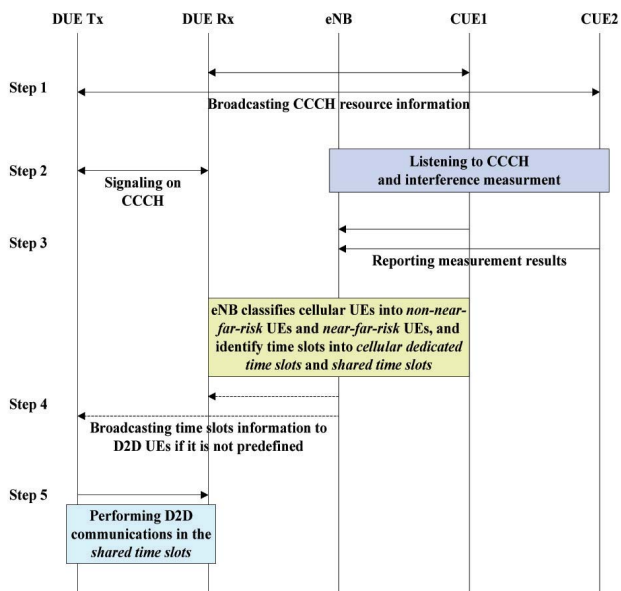 DUE Tx DUE Rx eNB CUE1 CUE2
Step 1
Broadcasting CCCH resource information
Step 2
Signaling on
CCCH
Listening to CCCH
and interference measurment
Step 3
Reporting measurement results
eNB classifies cellular UEs into non-near-
far-risk UEs and near-far-risk UEs, and
identify time slots into cellular dedicated
time slots and shared time slots
Step 4
Broadcasting time slots information to
D2D UEs if it is not predefined
Step 5
Performing D2D
communications in the
shared time slots